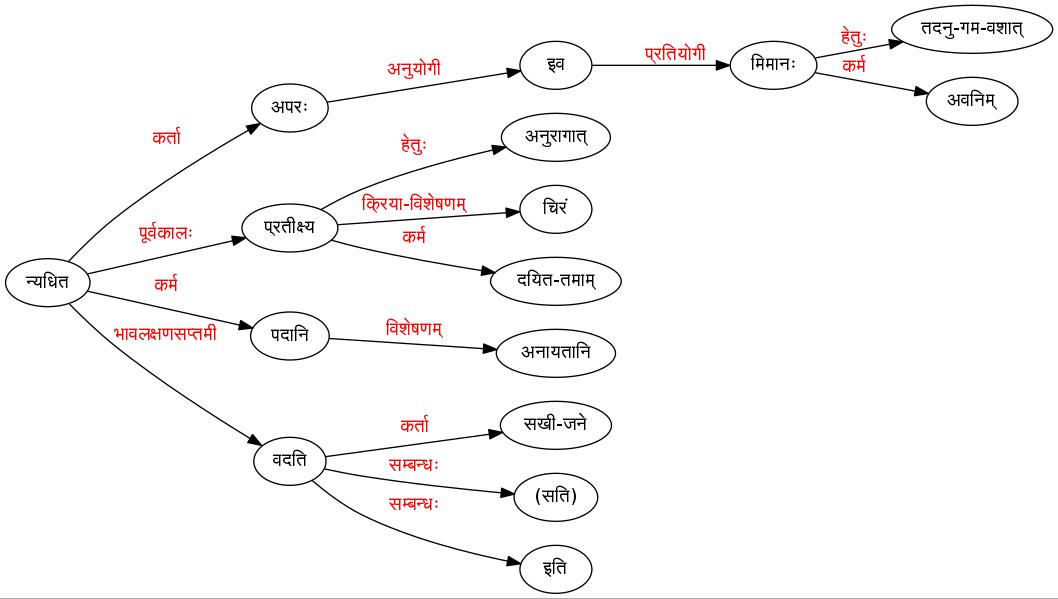 तदनु-गम-वशात्
हेतुः
इव
प्रतियोगी
मिमानः
कर्म
अनुयोगी
अवनिम्
अपरः
कर्ता
अनुरागात्
हेतुः
क्रिया-विशेषणम्
चिरं
पूर्वकालः
प्रतीक्ष्य
कर्म
दयित-तमाम्
न्यधित
कर्म
पदानि
विशेषणम्
अनायतानि
भावलक्षणसप्तमी
कर्ता
सखी-जने
वदति
सम्बन्धः
(सति)
सम्बन्धः
इति